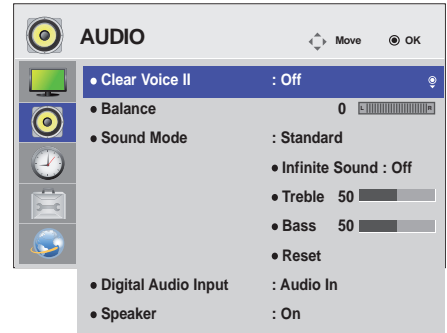 AUDIO Move OK
• Clear Voice II : Off
• Balance 0 L R
• Sound Mode : Standard
• Infinite Sound : Off
• Treble 50
• Bass 50
• Reset
• Digital Audio Input : Audio In
• Speaker : On